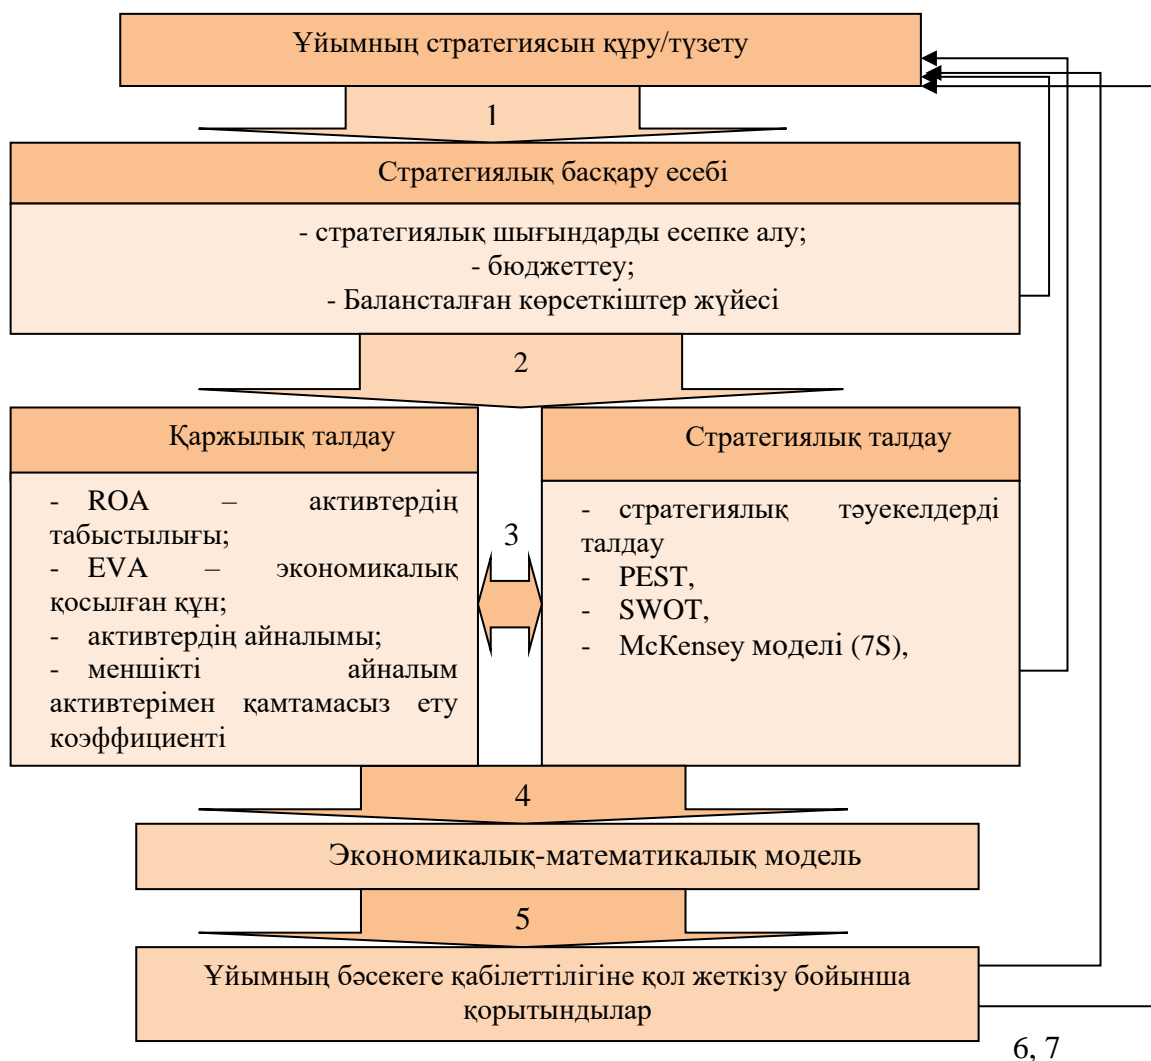 Ұйымның стратегиясын құру/түзету
1
Стратегиялық басқару есебі
- стратегиялық шығындарды есепке алу;
- бюджеттеу;
- Балансталған көрсеткіштер жүйесі
2
Қаржылық талдау
- ROA – активтердің
табыстылығы;
- EVA – экономикалық
қосылған құн;
- активтердің айналымы;
- меншікті айналым
активтерімен қамтамасыз ету
коэффициенті
3
Стратегиялық талдау
- стратегиялық тәуекелдерді
талдау
- PEST,
- SWOT,
- McKensey моделі (7S),
4
Экономикалық-математикалық модель
5
Ұйымның бәсекеге қабілеттілігіне қол жеткізу бойынша
қорытындылар
6, 7